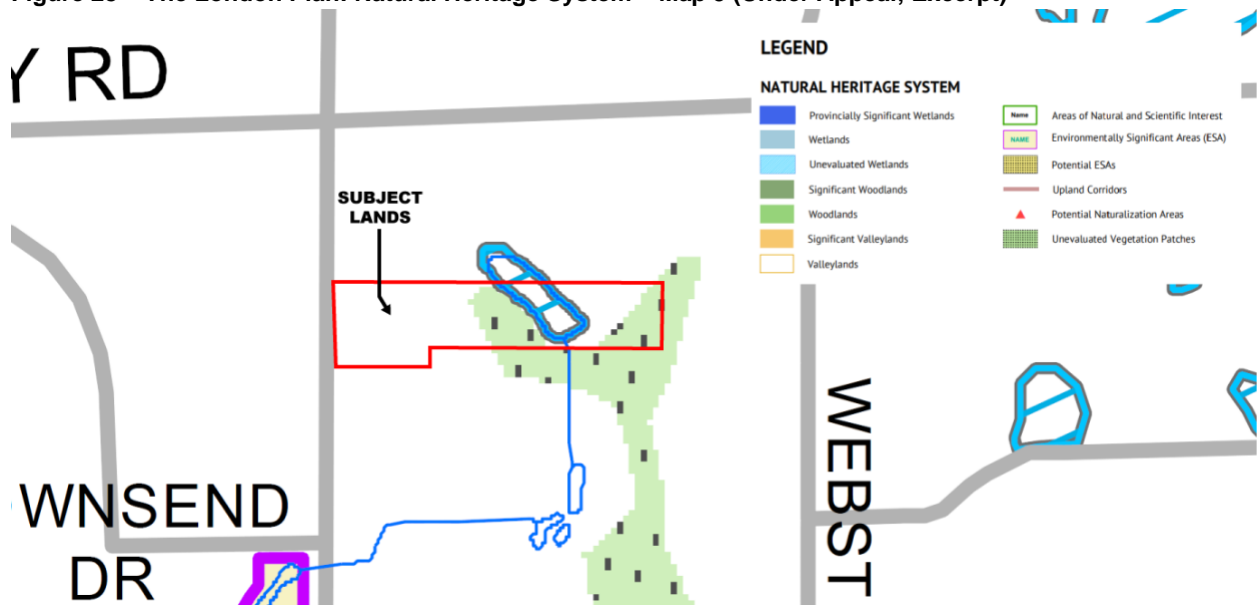 Y RD
SUBJECT
LANDS
WNSEND
DR
WEBST
LEGEND
NATURAL HERITAGE SYSTEM
Provincially Significant Wetlands
Wetlands
Unevaluated Wetlands
Significant Woodlands
Woodlands
Significant Valleylands
Valleylands
Name
Areas of Natural and Scientific Interest
NAME
Environmentally Significant Areas (ESA)
Potential ESAs
Upland Corridors
Potential Naturalization Areas
Unevaluated Vegetation Patches